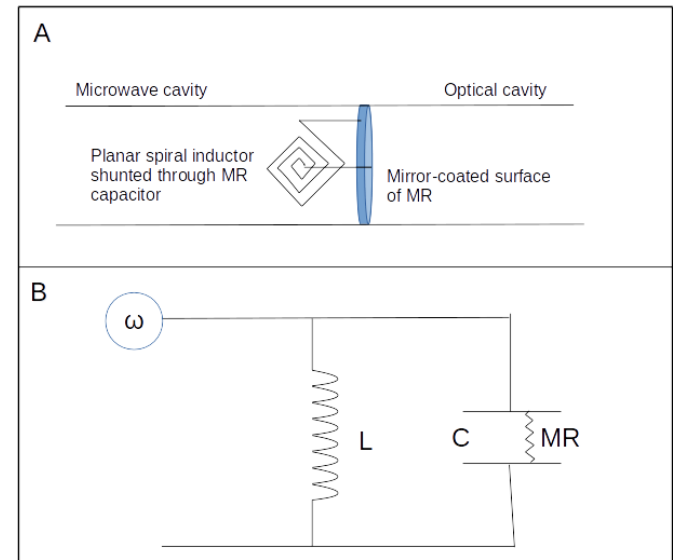 A
Microwave cavity
Optical cavity
Planar spiral inductor
shunted through MR
capacitor
Mirror-coated surface
of MR
B
ω
L
C
MR